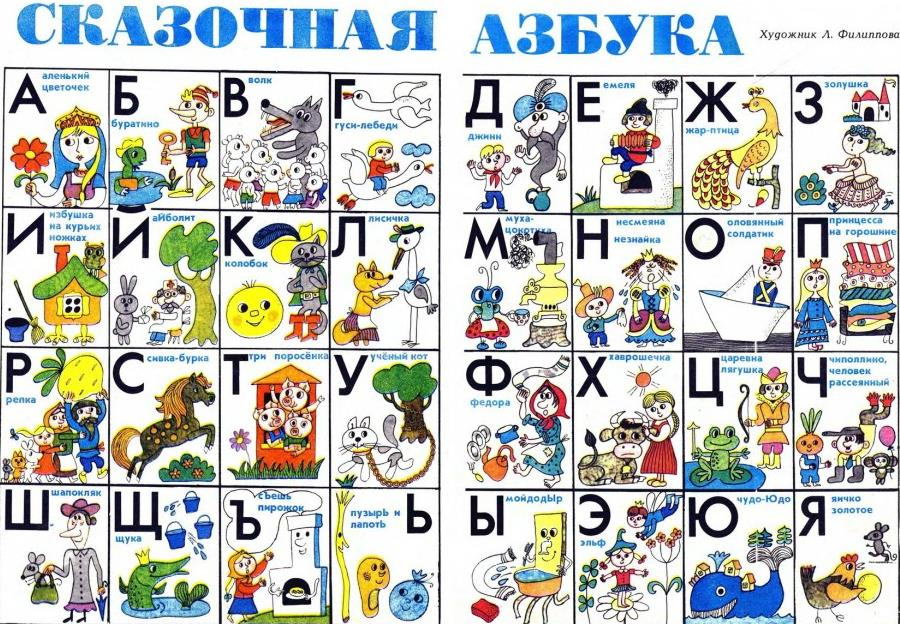 СКАЗОЧНАЯ АЗБУКА
Художник Л. Филиппова
А аленький
цветочек
Б
буратино
В волк
Г
гуси-лебеди
Д
джинн
Е емеля
Ж
жар-птица
З золушка
И избушка
на курьих
ножках
Й айболит
К
колобок
Л лисичка
М муха-
цокотуха
Н несмеяна
незнайка
О оловянный
солдатик
П принцесса
на горошине
Р
репка
С сивка-бурка
Т три поросёнка
У учёный кот
Ф
федора
Х хаврошечка
Ц царевна
лягушка
Ч чиполлино,
человек
рассеянный
Ш шапокляк
Щ
щука
Ъ съешь
пирожок
пузырь и
лапоть Ь
Ы мойдодЫр
Э
эльф
Ю чудо-Юдо
Я яичко
золотое